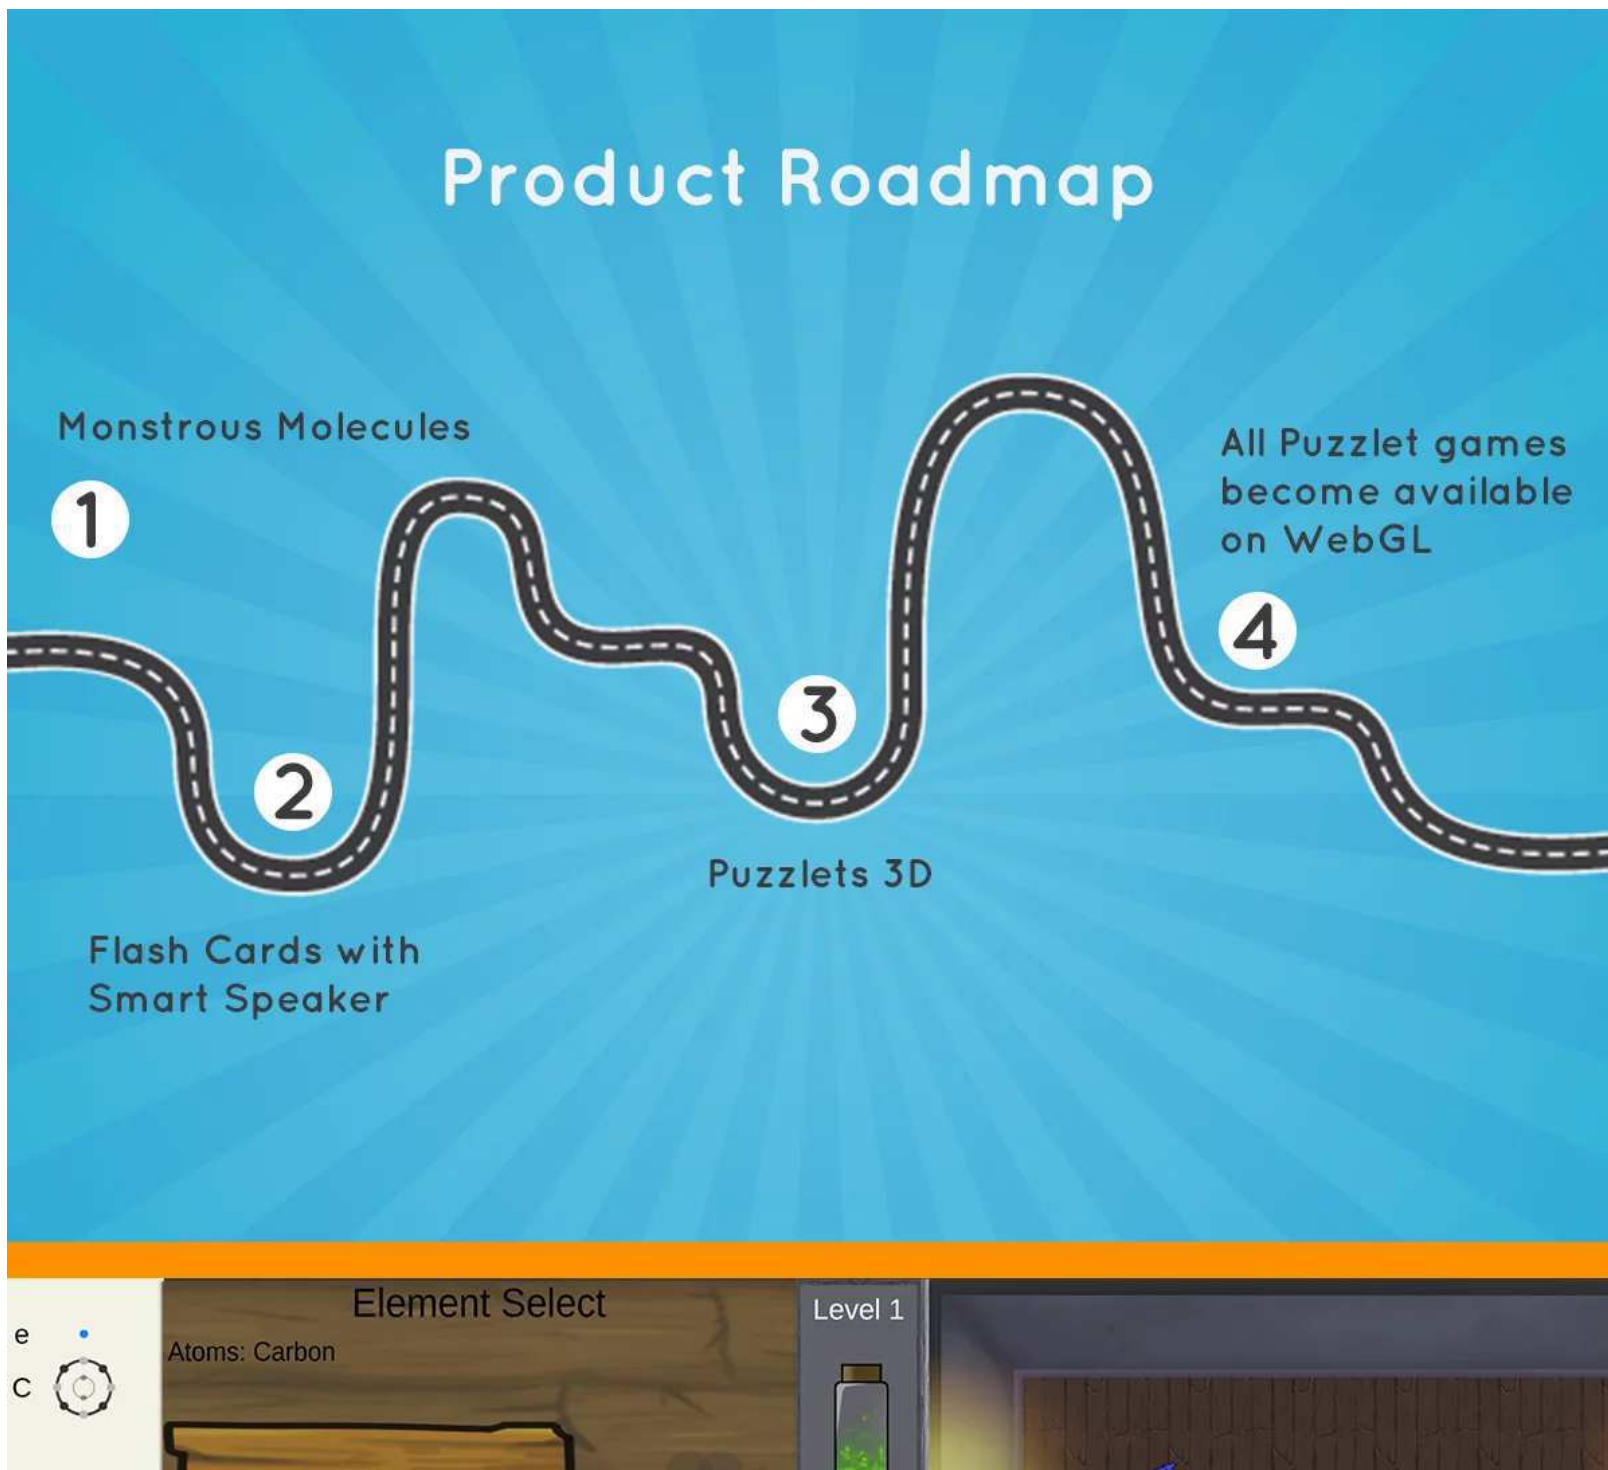 Product Roadmap
Monstrous Molecules
1
All Puzzlet games
become available
on WebGL
4
2
3
Puzzlets 3D
Flash Cards with
Smart Speaker
Element Select
Level 1
e
Atoms: Carbon
C